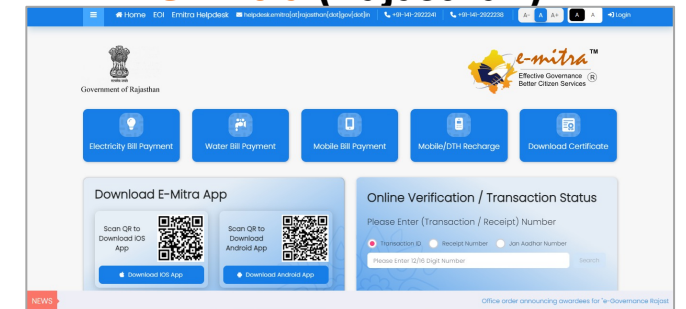 Home EOI Emitra Helpdesk helpdesk.emitra[at]rajasthan[dot]gov[dot]in +91-141-2922241 +91-141-2922238 A- A A+ A A Login
Government of Rajasthan
e-mitra TM
Effective Governance R
Better Citizen Services
Electricity Bill Payment
Water Bill Payment
Mobile Bill Payment
Mobile/DTH Recharge
Download Certificate
Download E-Mitra App
Scan QR to
Download iOS
App
Download iOS App
Scan QR to
Download
Android App
Download Android App
Online Verification / Transaction Status
Please Enter (Transaction / Receipt) Number
Transaction ID Receipt Number Jan Aadhar Number
Please Enter 12/16 Digit Number Search
NEWS Office order announcing awardees for "e-Governance Rajast